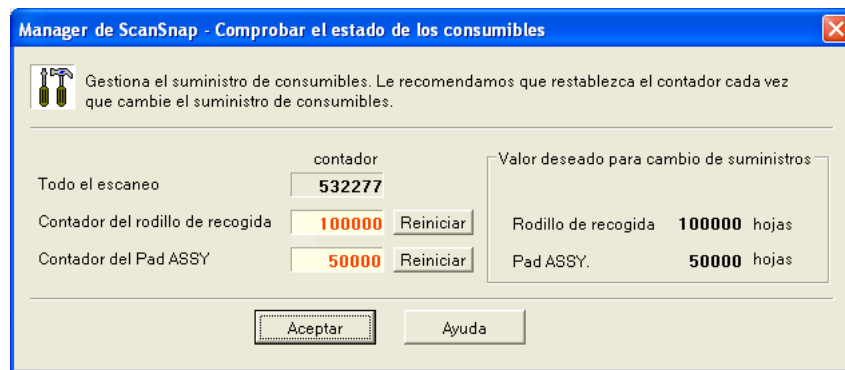 Manager de ScanSnap - Comprobar el estado de los consumibles
Gestiona el suministro de consumibles. Le recomendamos que restablezca el contador cada vez
que cambie el suministro de consumibles.
contador
Valor deseado para cambio de suministros
Todo el escaneo 532277
Contador del rodillo de recogida 100000 Reiniciar Rodillo de recogida 100000 hojas
Contador del Pad ASSY 50000 Reiniciar Pad ASSY. 50000 hojas
Aceptar Ayuda